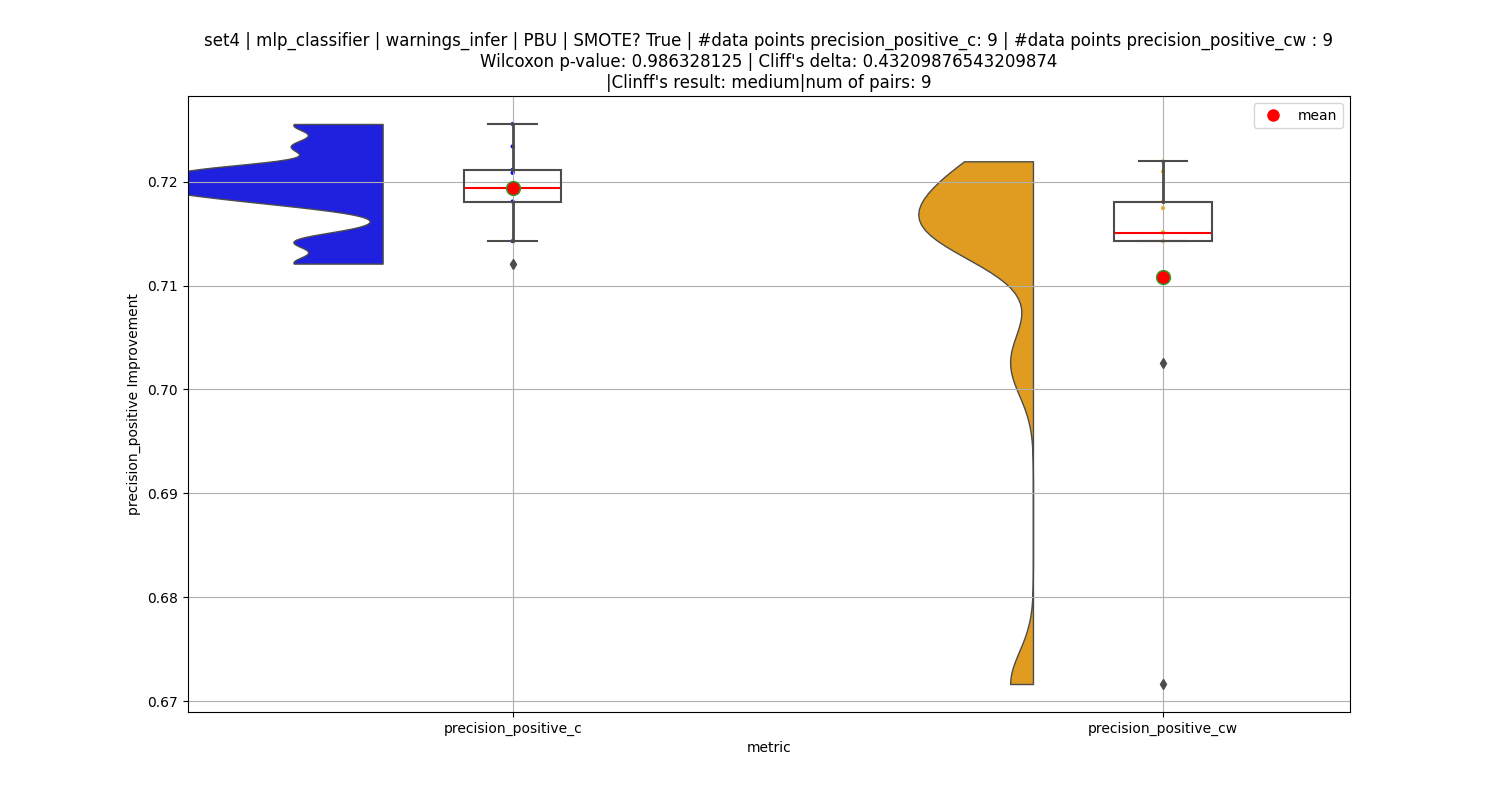 set4 | mlp_classifier | warnings_infer | PBU | SMOTE? True | #data points precision_positive_c: 9 | #data points precision_positive_cw : 9
Wilcoxon p-value: 0.986328125 | Cliff's delta: 0.43209876543209874
|Clinff's result: medium|num of pairs: 9
mean
0.72
0.71
0.70
0.69
0.68
0.67
precision_positive Improvement
precision_positive_c
precision_positive_cw
metric